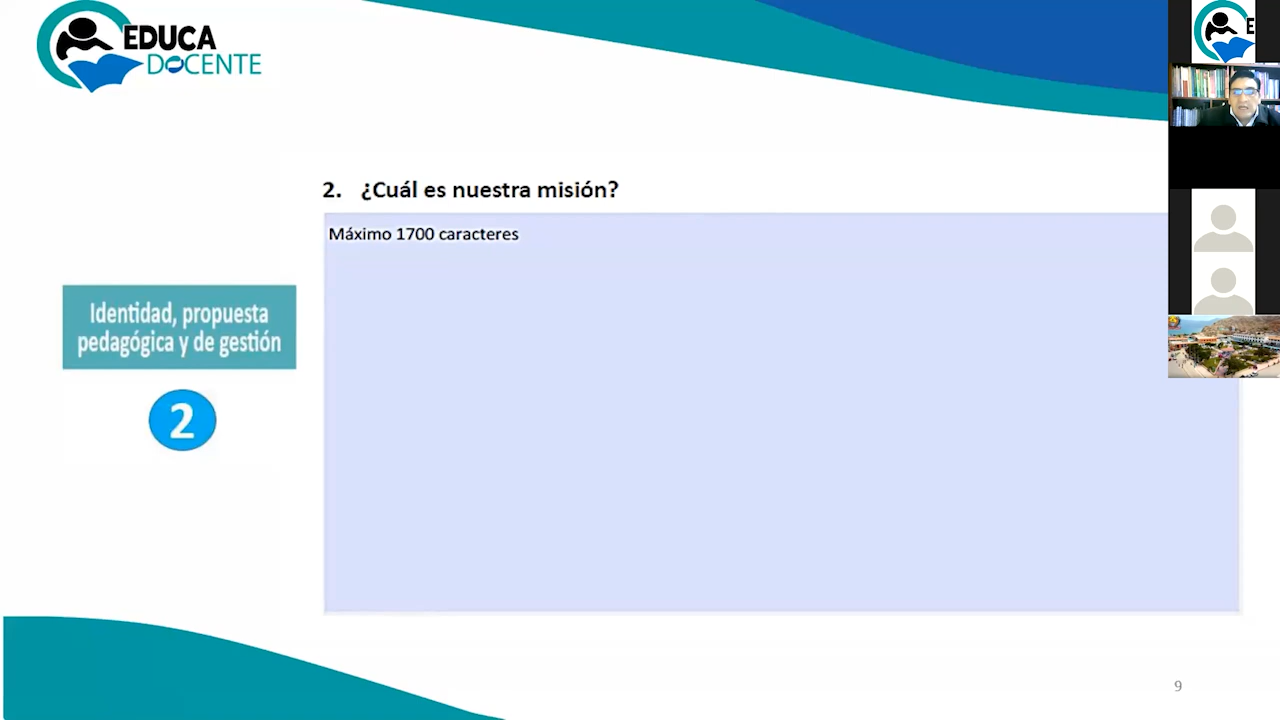 EDUCA
DOCENTE
E
2. ¿Cuál es nuestra misión?
Máximo 1700 caracteres
Identidad, propuesta
pedagógica y de gestión
2
9